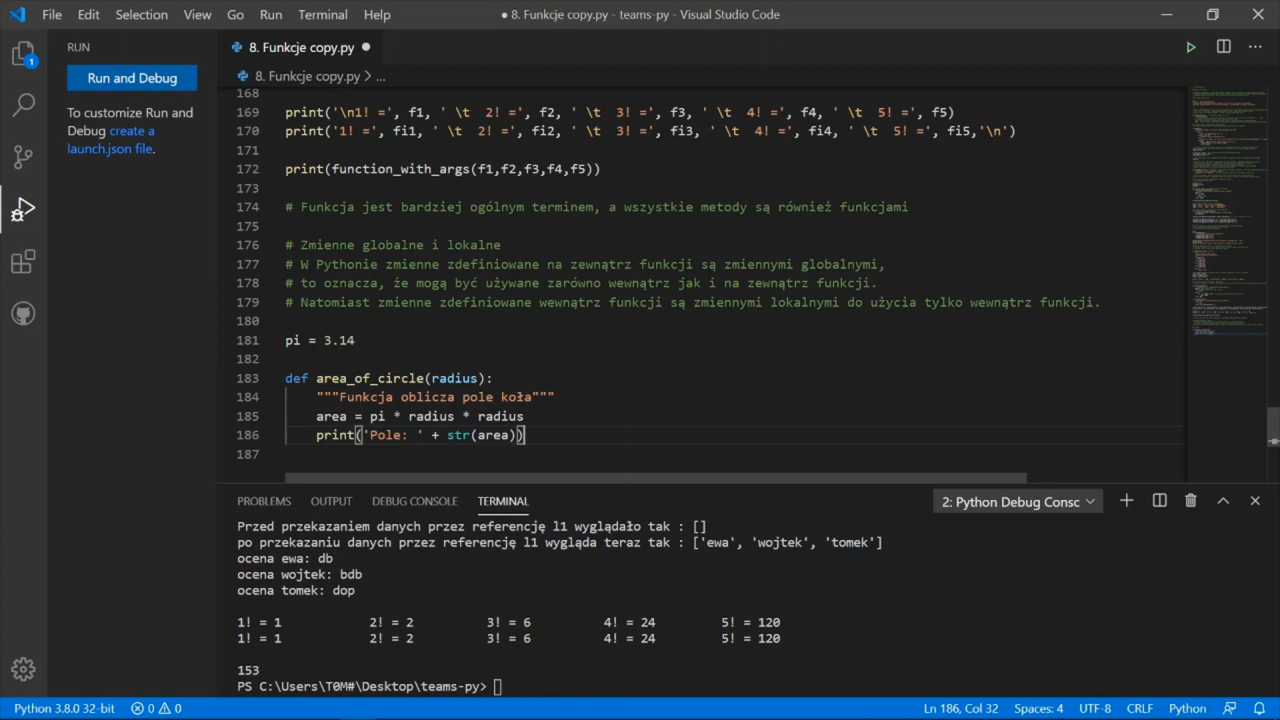 File Edit Selection View Go Run Terminal Help
● 8. Funkcje copy.py - teams-py - Visual Studio Code
RUN
Run and Debug
To customize Run and
Debug create a
launch.json file.
8. Funkcje copy.py ●
8. Funkcje copy.py > ...
168
169 print('\n1! =', f1, ' \t 2! =', f2, ' \t 3! =',f3, ' \t 4! =', f4, ' \t 5! =', f5)
170 print('1! =', fi1, ' \t 2! =', fi2, ' \t 3! =', fi3, ' \t 4! =', fi4, ' \t 5! =', fi5,'\n')
171
172 print(function_with_args(f1,f2,f3,f4,f5))
173
174 # Funkcja jest bardziej ogólnym terminem, a wszystkie metody są również funkcjami
175
176 # Zmienne globalne i lokalne
177 # W Pythonie zmienne zdefiniowane na zewnątrz funkcji są zmiennymi globalnymi,
178 # to oznacza, że mogą być używane zarówno wewnątrz jak i na zewnątrz funkcji.
179 # Natomiast zmienne zdefiniowane wewnątrz funkcji są zmiennymi lokalnymi do użycia tylko wewnątrz funkcji.
180
181 pi = 3.14
182
183 def area_of_circle(radius):
184 """Funkcja oblicza pole koła"""
185 area = pi * radius * radius
186 print('Pole: ' + str(area))
187
PROBLEMS OUTPUT DEBUG CONSOLE TERMINAL 2: Python Debug Consc
Przed przekazaniem danych przez referencję l1 wyglądało tak : []
po przekazaniu danych przez referencję l1 wygląda teraz tak : ['ewa', 'wojtek', 'tomek']
ocena ewa: db
ocena wojtek: bdb
ocena tomek: dop
1! = 1 2! = 2 3! = 6 4! = 24 5! = 120
1! = 1 2! = 2 3! = 6 4! = 24 5! = 120
153
PS C:\Users\T0M#\Desktop\teams-py>
Python 3.8.0 32-bit 0 0 Ln 186, Col 32 Spaces: 4 UTF-8 CRLF Python